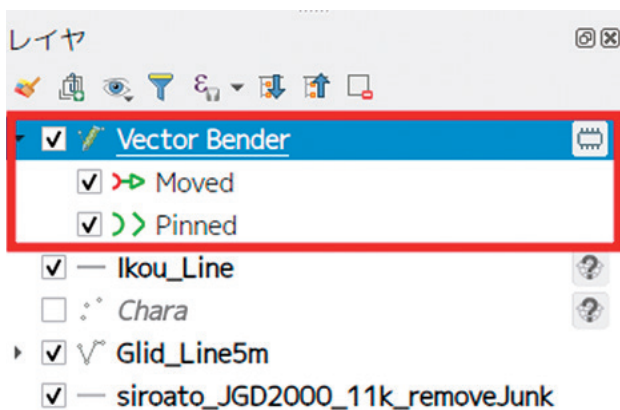 レイヤ
Vector Bender
Moved
Pinned
Ikou_Line
Chara
Glid_Line5m
siroato_JGD2000_11k_removeJunk